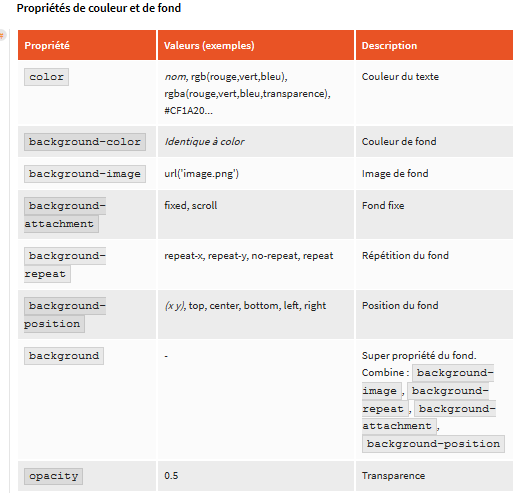 Propriétés de couleur et de fond
Propriété Valeurs (exemples) Description
color nom, rgb(rouge,vert,bleu), Couleur du texte
rgba(rouge,vert,bleu,transparence),
#CF1A20...
background-color Identique à color Couleur de fond
background-image url('image.png') Image de fond
background- fixed, scroll Fond fixe
attachment
background- repeat-x, repeat-y, no-repeat, repeat Répétition du fond
repeat
background- (x y), top, center, bottom, left, right Position du fond
position
background - Super propriété du fond.
Combine : background-
image , background-
repeat , background-
attachment ,
background-position
opacity 0.5 Transparence